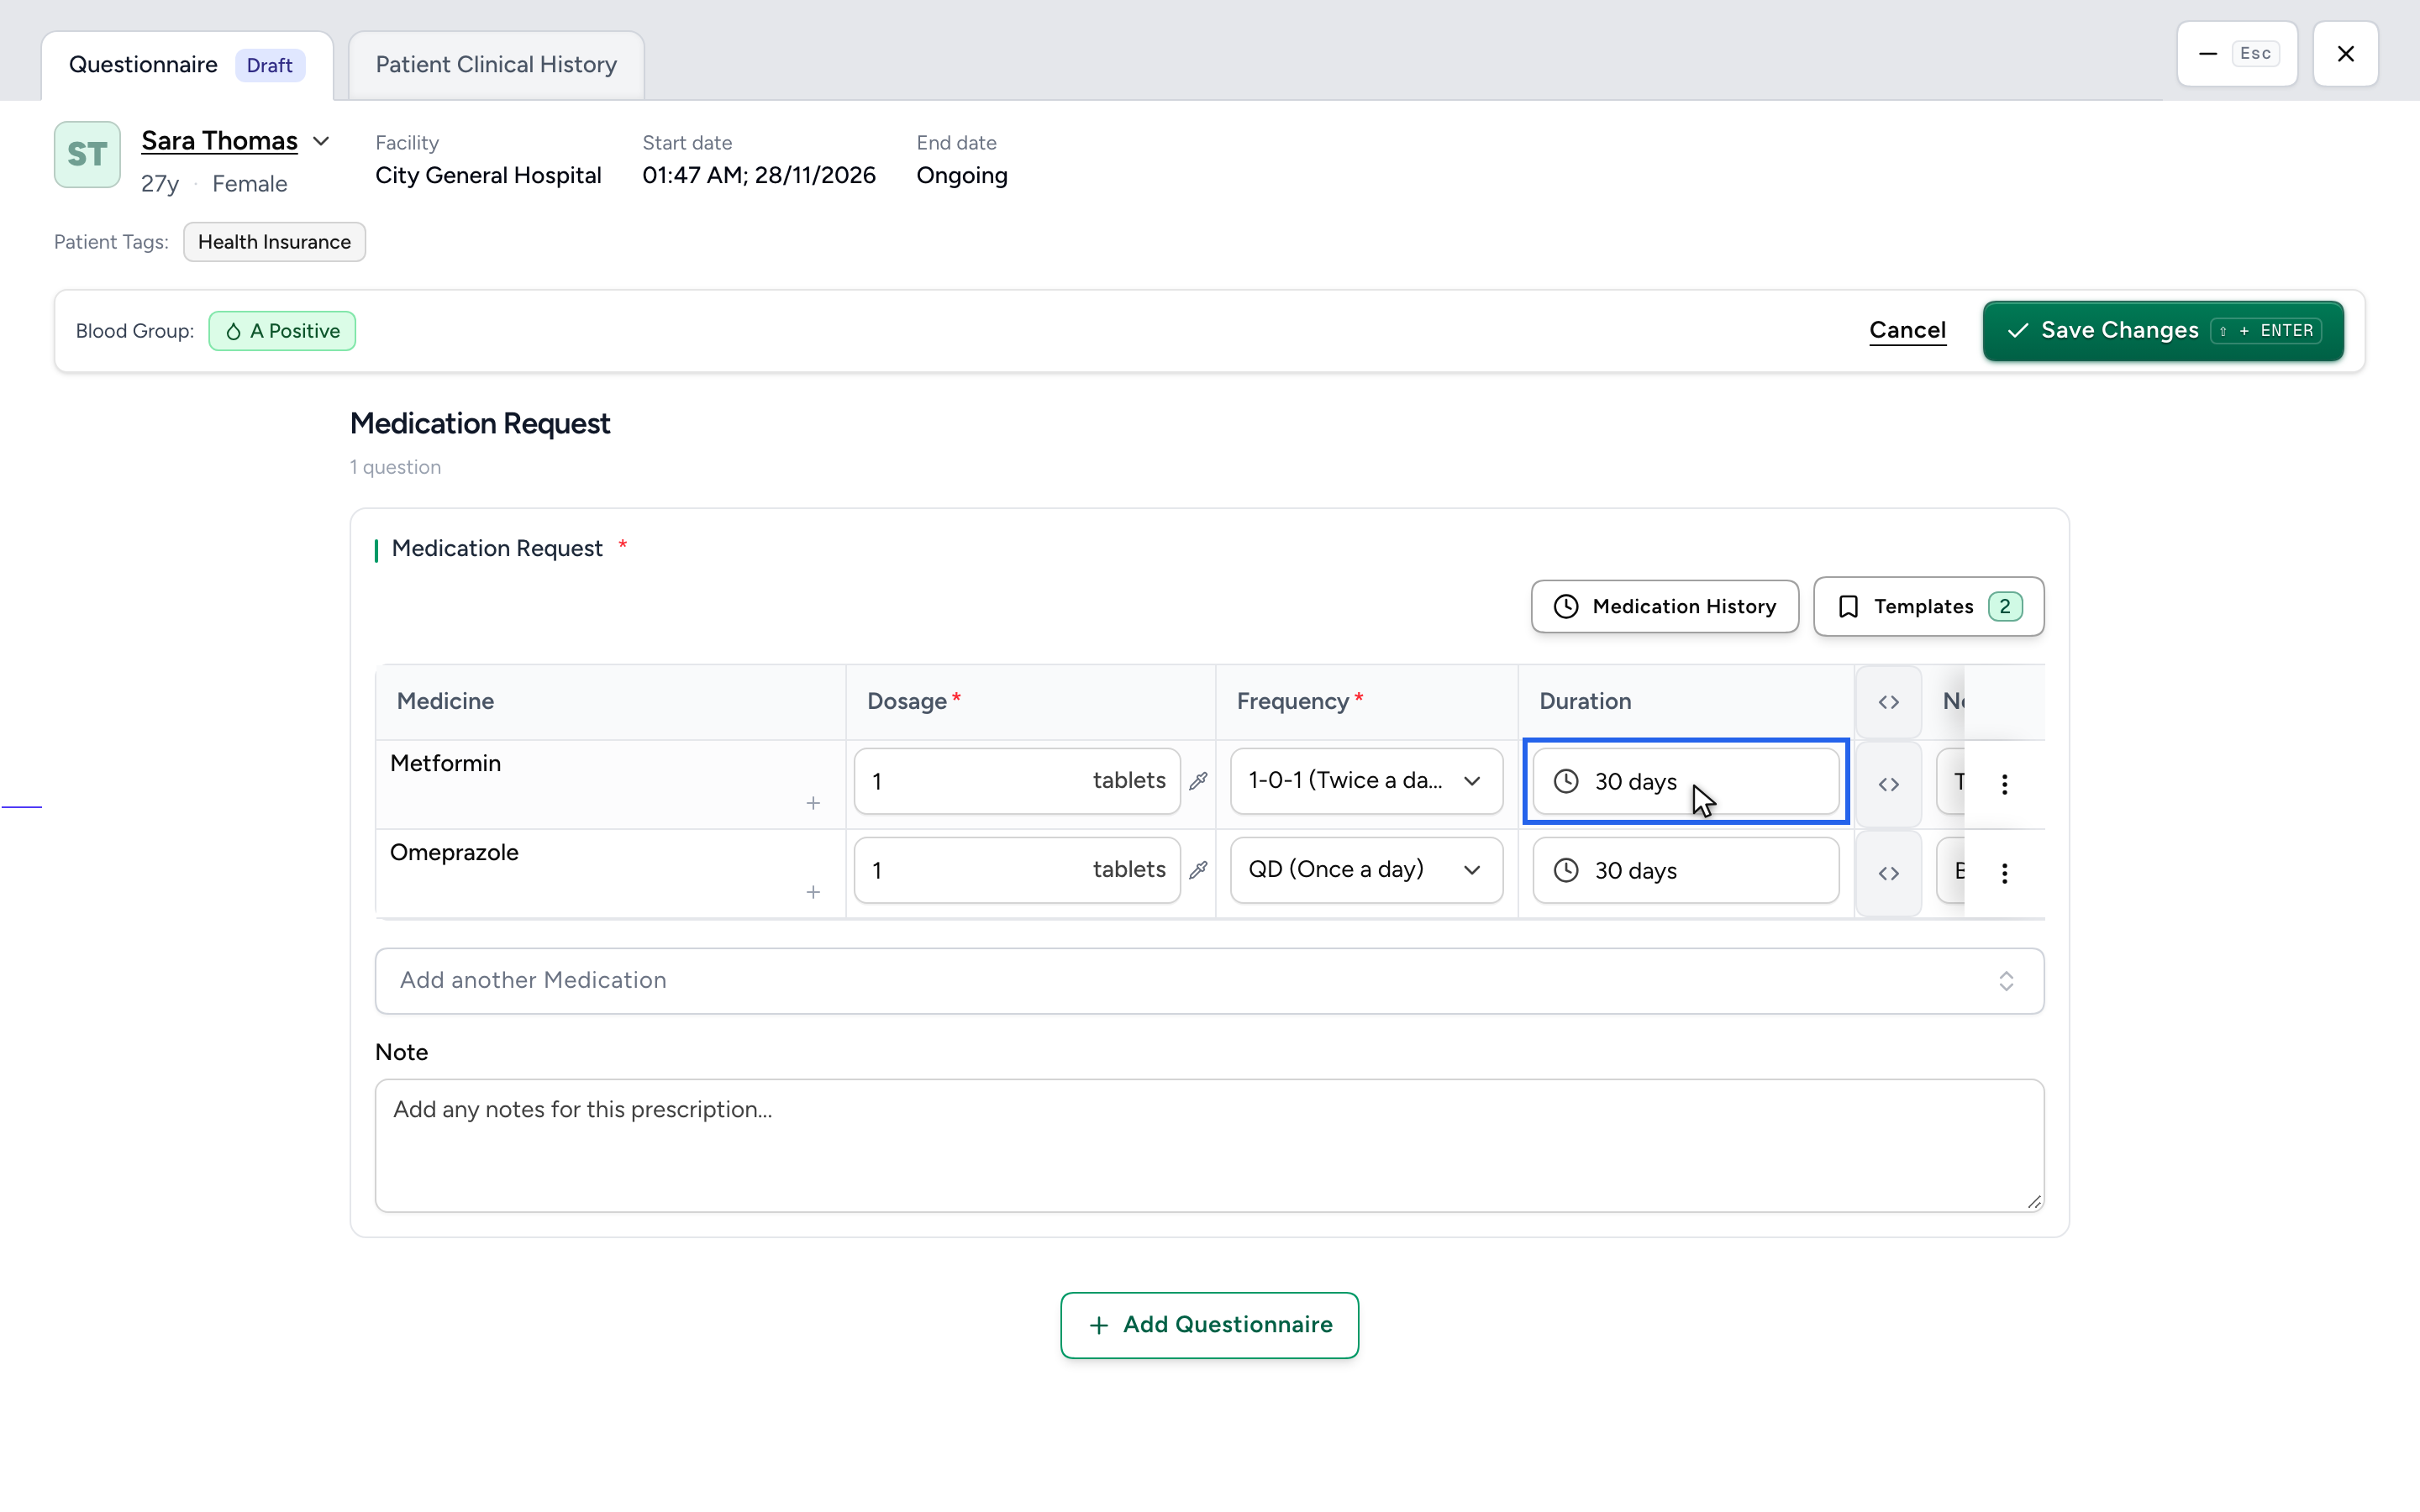 Questionnaire Draft
Patient Clinical History
Esc
ST
Sara Thomas
27y · Female
Facility
City General Hospital
Start date
01:47 AM; 28/11/2026
End date
Ongoing
Patient Tags: Health Insurance
Blood Group: A Positive
Cancel
Save Changes ⇧ + ENTER
Medication Request
1 question
Medication Request *
Medication History
Templates 2
Medicine Dosage * Frequency * Duration
Metformin 1 tablets 1-0-1 (Twice a da... 30 days
Omeprazole 1 tablets QD (Once a day) 30 days
Add another Medication
Note
Add any notes for this prescription...
+ Add Questionnaire